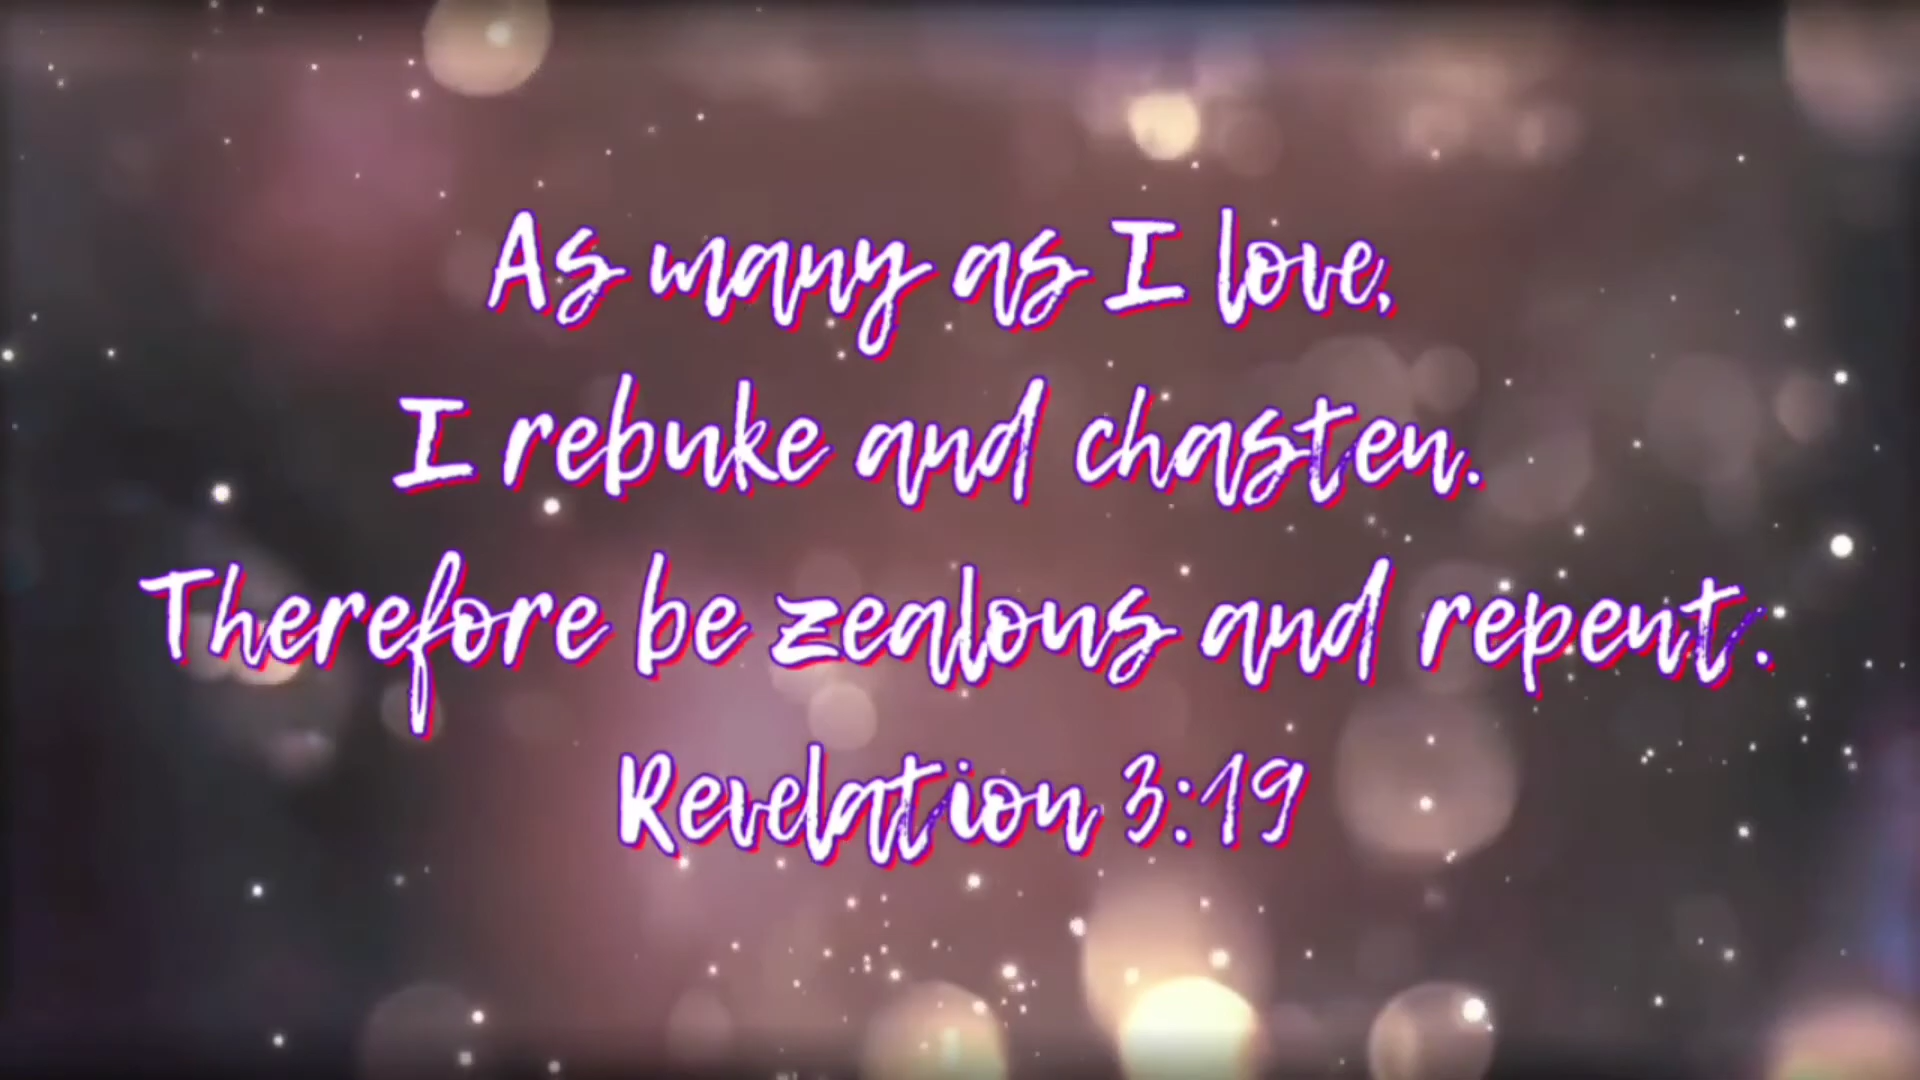 As many as I love,
I rebuke and chasten.
Therefore be zealous and repent.
Revelation 3:19